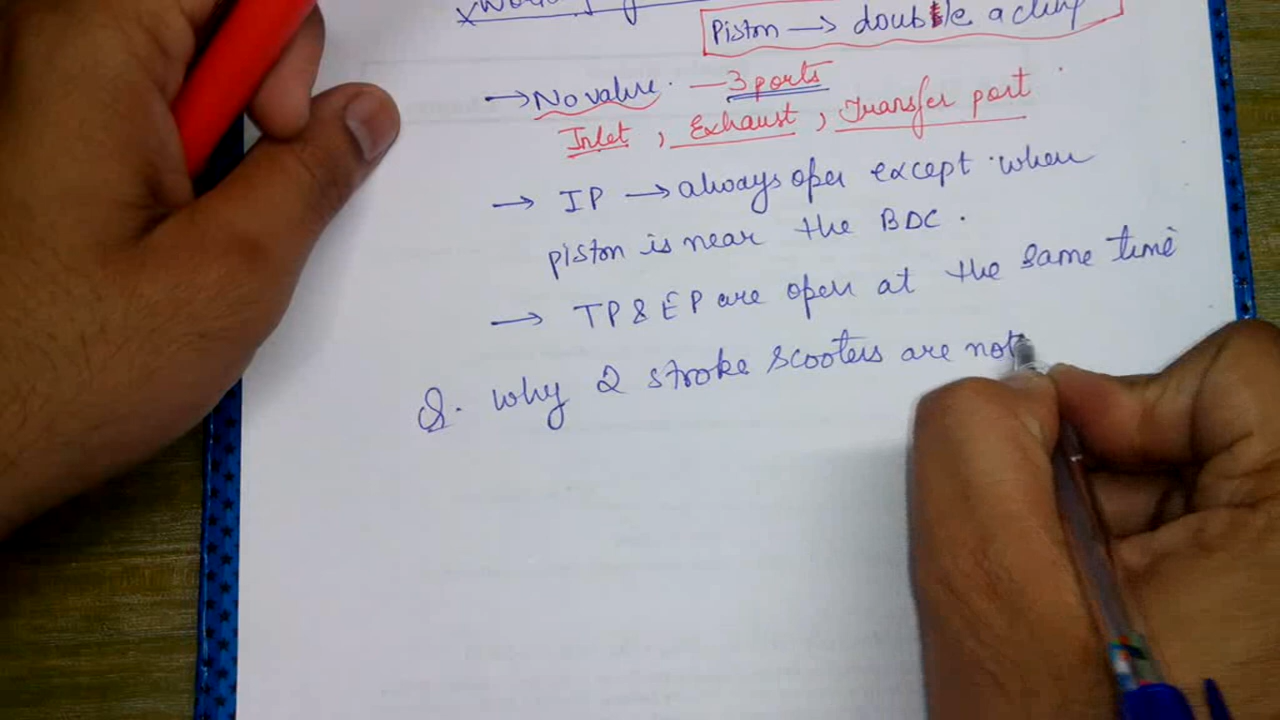 Piston → double acting
→ No valve. — 3 ports
Inlet, Exhaust, Transfer port
→ IP → always open except when
piston is near the BDC.
→ TP & EP are open at the same time
Q. Why 2 stroke scooters are not